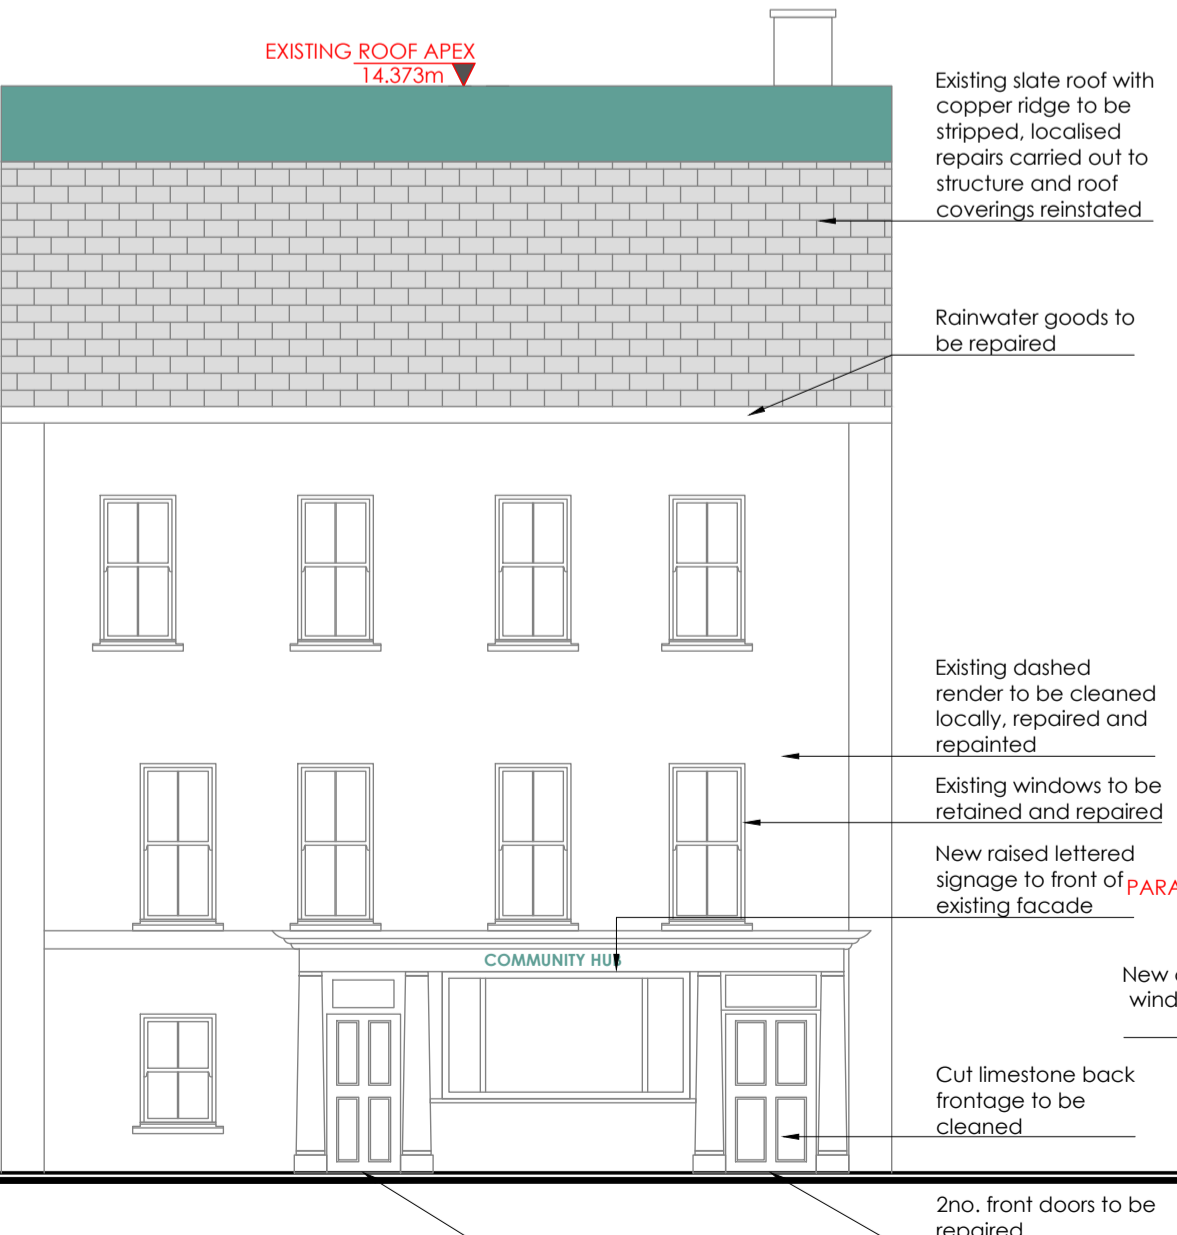 EXISTING ROOF APEX
14.373m
Existing slate roof with
copper ridge to be
stripped, localised
repairs carried out to
structure and roof
coverings reinstated
Rainwater goods to
be repaired
Existing dashed
render to be cleaned
locally, repaired and
repainted
Existing windows to be
retained and repaired
New raised lettered
signage to front of
existing facade
PARA
COMMUNITY HUB
New
wind
Cut limestone back
frontage to be
cleaned
2no. front doors to be
repaired